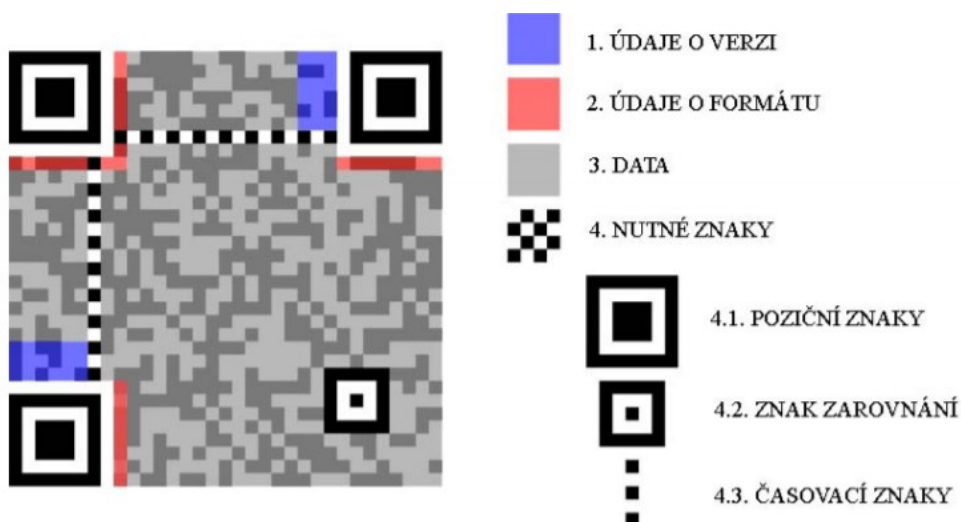 1. ÚDAJE O VERZI
2. ÚDAJE O FORMÁTU
3. DATA
4. NUTNÉ ZNAKY
4.1. POZIČNÍ ZNAKY
4.2. ZNAK ZAROVNÁNÍ
4.3. ČASOVACÍ ZNAKY